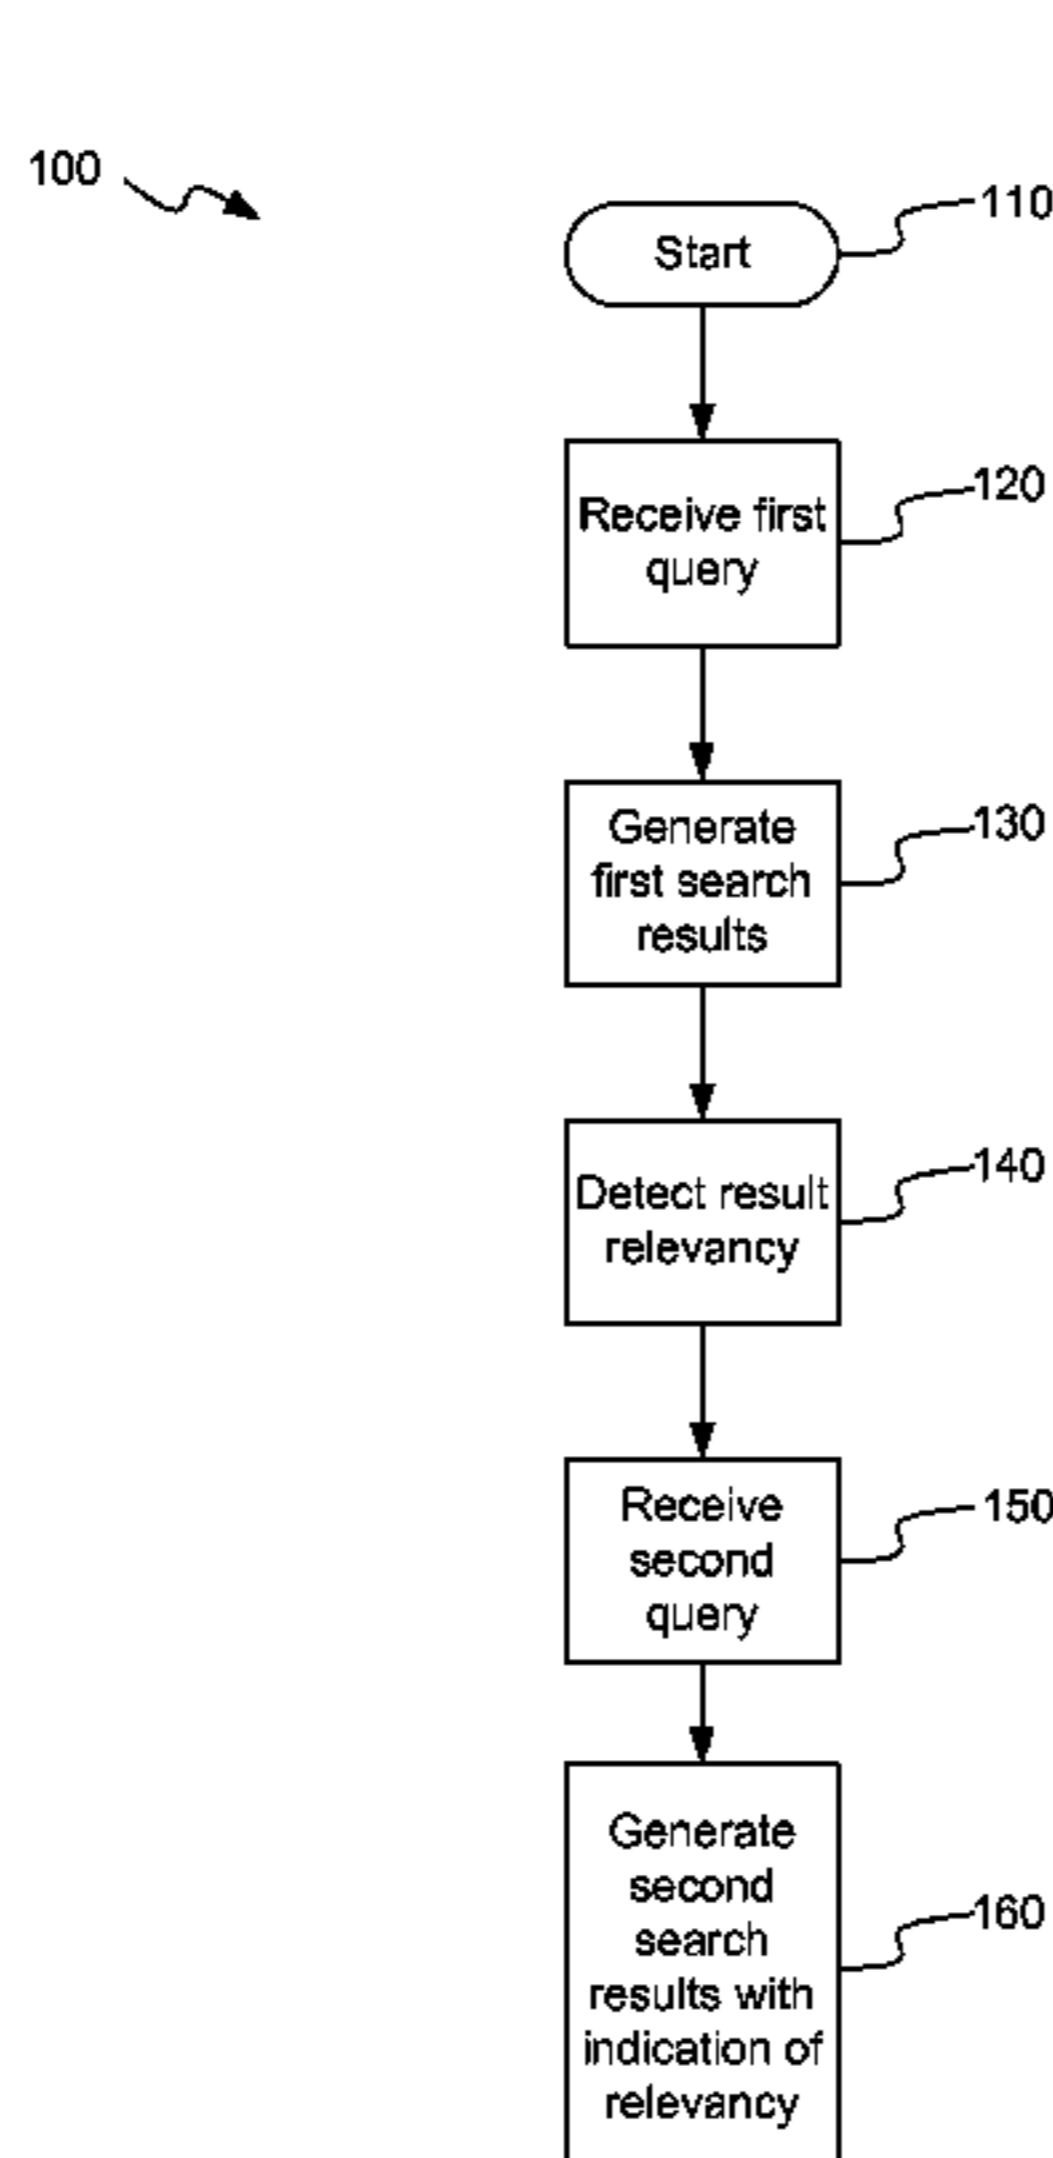 100
110
Start
120
Receive first
query
130
Generate
first search
results
140
Detect result
relevancy
150
Receive
second
query
160
Generate
second
search
results with
indication of
relevancy